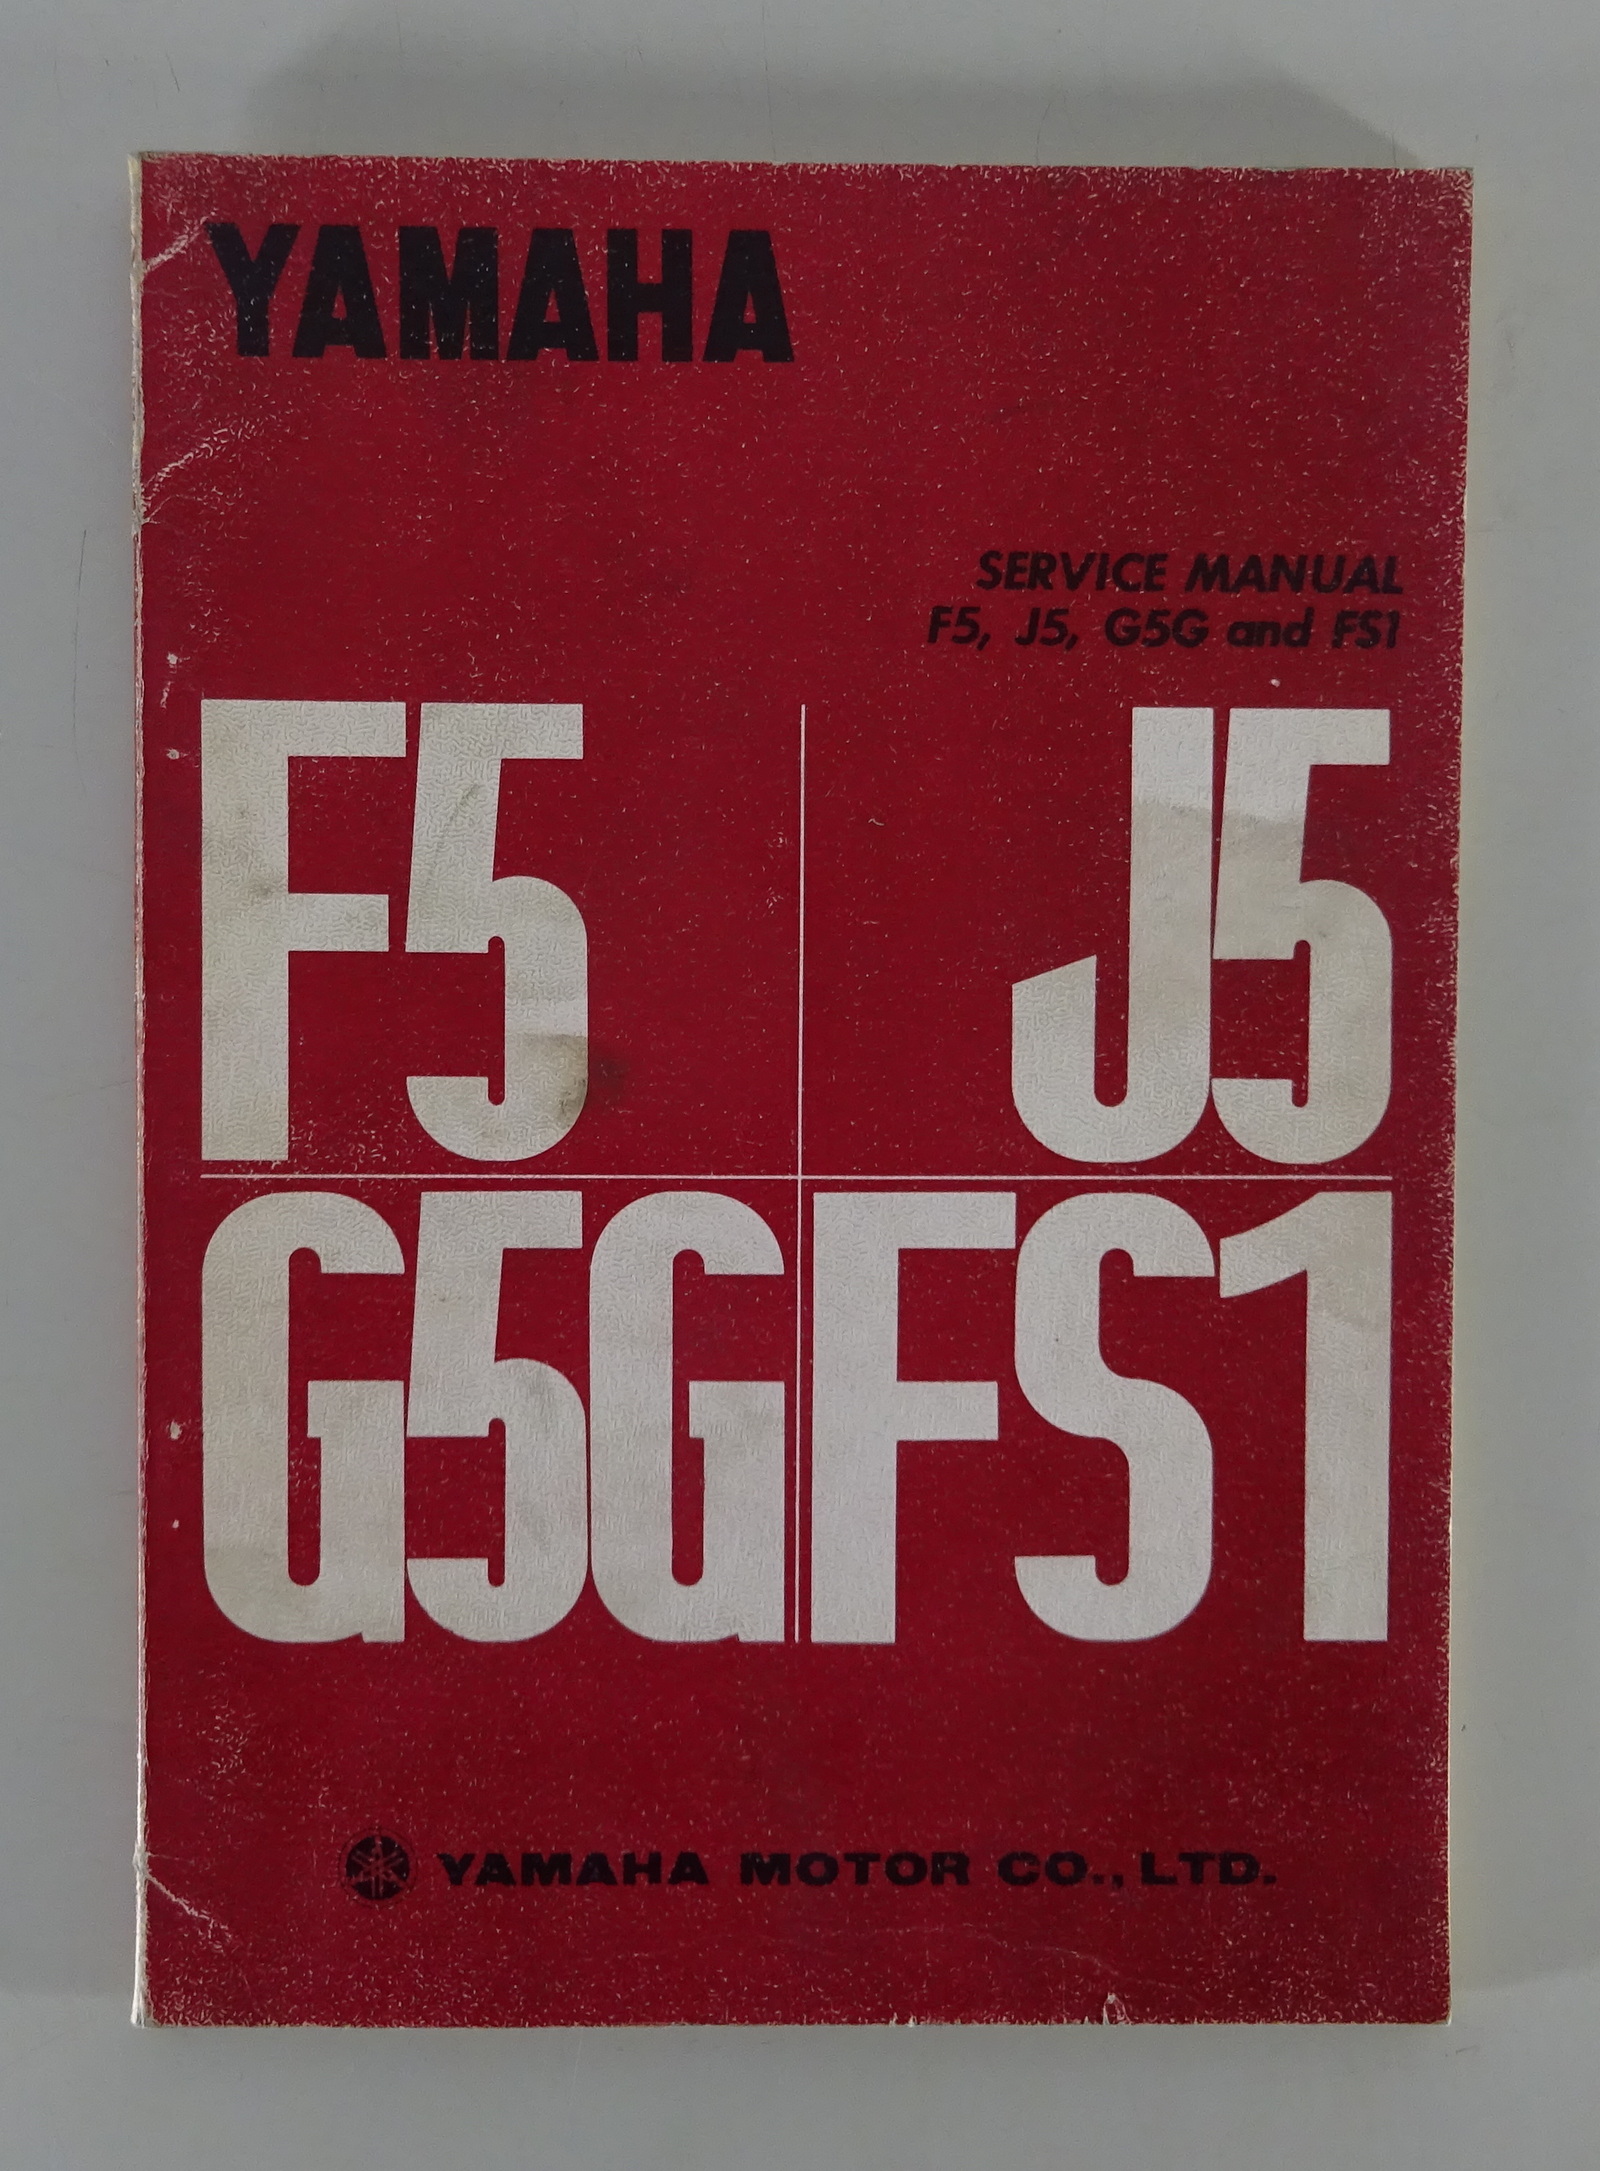 YAMAHA
SERVICE MANUAL
F5, J5, G5G and FS1
F5 J5
G5G FS1
YAMAHA MOTOR CO., LTD.